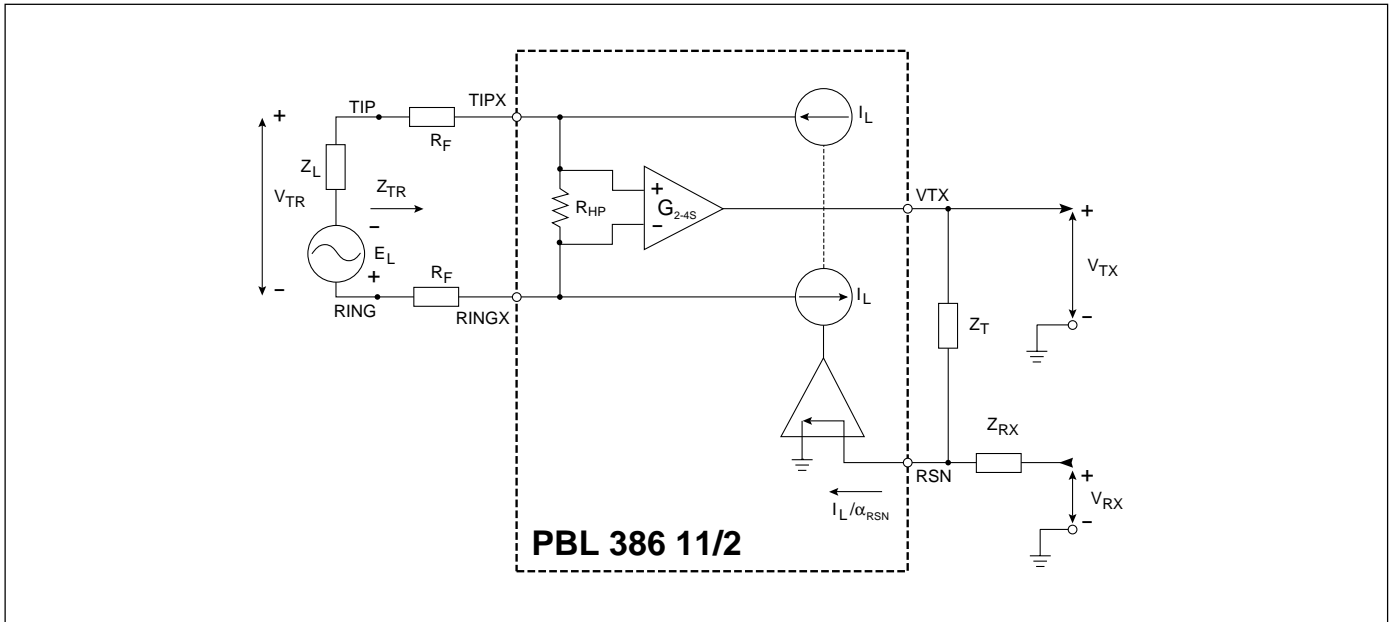 TIP
TIPX
R_F
I_L
+
Z_L
V_TR
Z_TR
R_HP
+
G_2-4S
−
VTX
+
−
E_L
+
R_F
V_TX
−
RING
RINGX
I_L
−
Z_T
Z_RX
RSN
+
V_RX
−
I_L/α_RSN
PBL 386 11/2